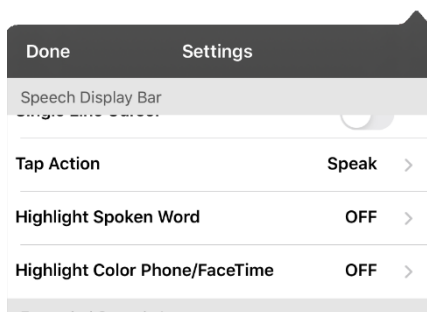 Done Settings
Speech Display Bar
Tap Action Speak
Highlight Spoken Word OFF
Highlight Color Phone/FaceTime OFF